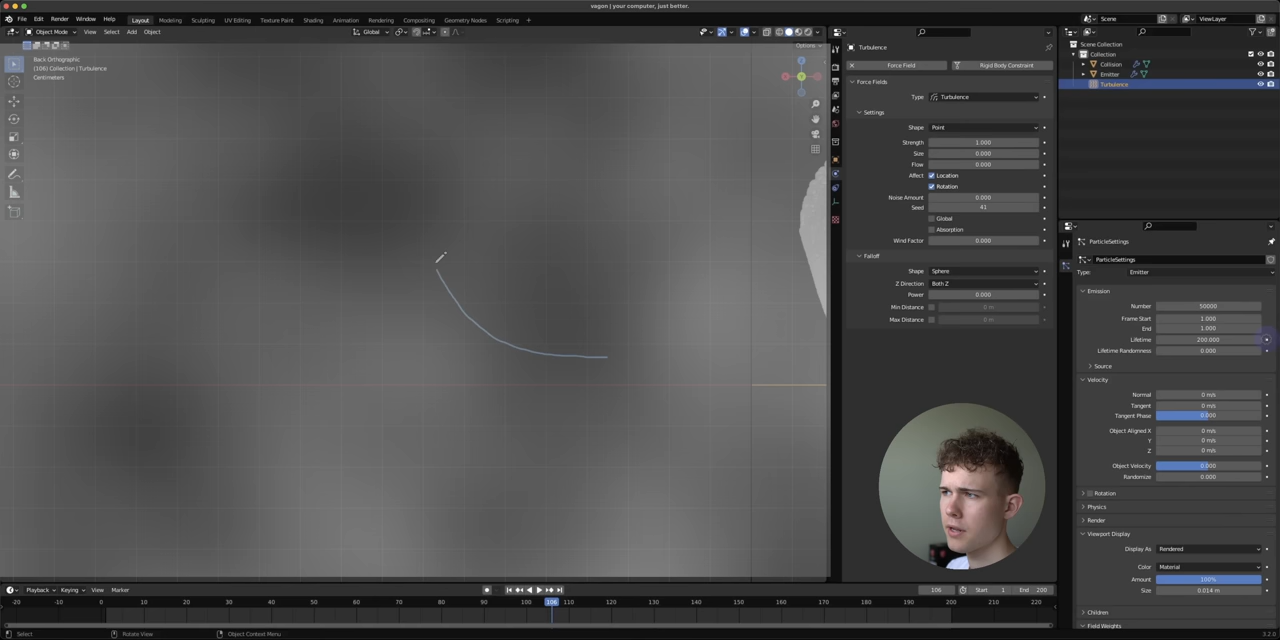 vagon | your computer, just better.
File Edit Render Window Help
Layout Modeling Sculpting UV Editing Texture Paint Shading Animation Rendering Compositing Geometry Nodes Scripting +
Scene ViewLayer
Object Mode View Select Add Object Global
Options
Back Orthographic
(106) Collection | Turbulence
Centimeters
Turbulence
Force Field Rigid Body Constraint
Force Fields
Type Turbulence
Settings
Shape Point
Strength 1.000
Size 0.000
Flow 0.000
Affect Location
Rotation
Noise Amount 0.000
Seed 41
Global
Absorption
Wind Factor 0.000
Falloff
Shape Sphere
Z Direction Both Z
Power 0.000
Min Distance 0 m
Max Distance 0 m
Scene Collection
Collection
Collision
Emitter
Turbulence
ParticleSettings
ParticleSettings
Type: Emitter
Emission
Number 50000
Frame Start 1.000
End 1.000
Lifetime 200.000
Lifetime Randomness 0.000
Source
Velocity
Normal 0 m/s
Tangent 0 m/s
Tangent Phase 0.000
Object Aligned X 0 m/s
Y 0 m/s
Z 0 m/s
Object Velocity 0.000
Randomize 0.000
Rotation
Physics
Render
Viewport Display
Display As Rendered
Color Material
Amount 100%
Size 0.014 m
Children
Field Weights
Playback Keying View Marker
106 Start 1 End 200
-20 -10 0 10 20 30 40 50 60 70 80 90 106 110 120 130 140 150 160 170 180 190 200 210 220
Select Rotate View Object Context Menu 3.2.0